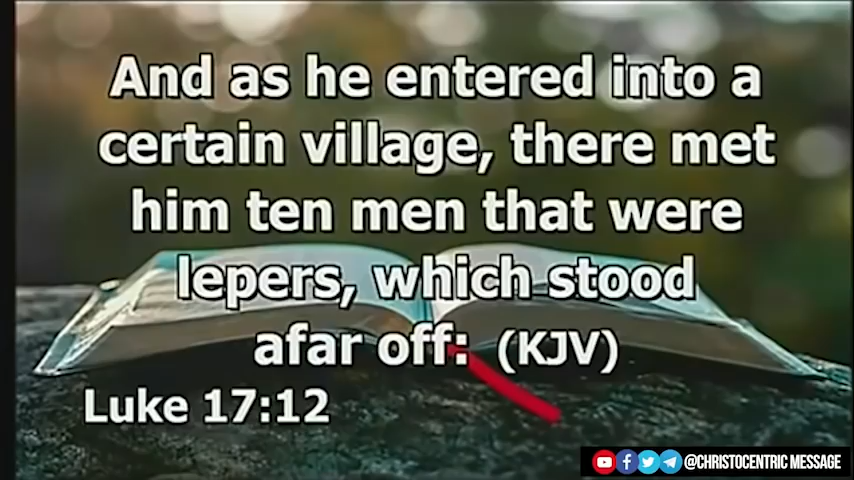 And as he entered into a
certain village, there met
him ten men that were
lepers, which stood
afar off: (KJV)
Luke 17:12
@CHRISTOCENTRIC MESSAGE